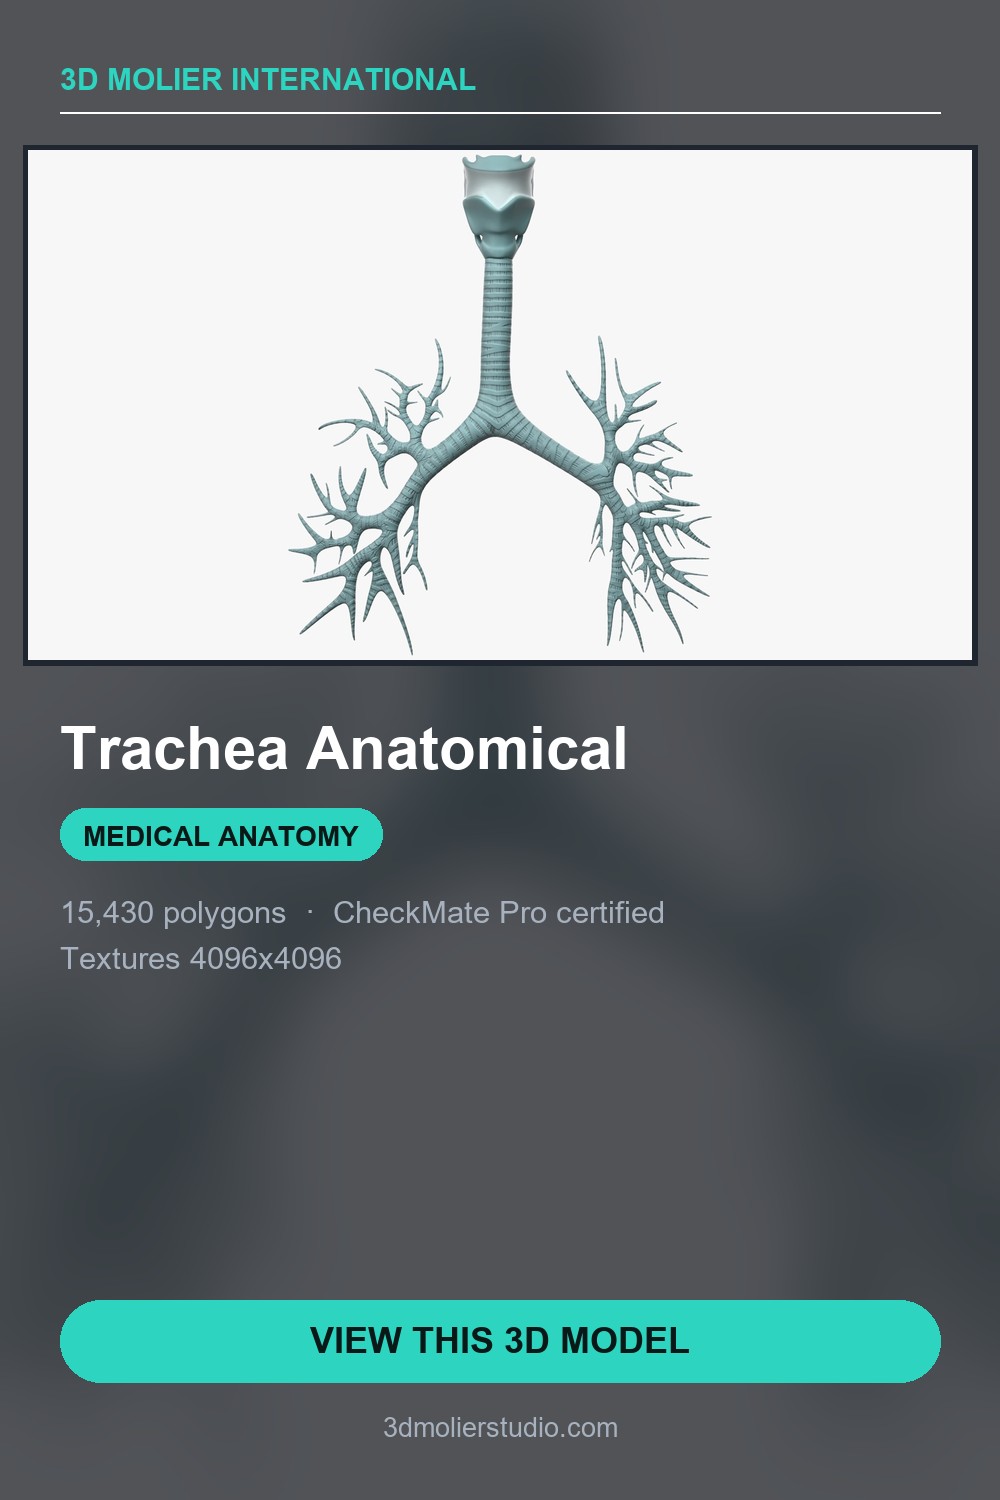 3D MOLIER INTERNATIONAL
Trachea Anatomical
MEDICAL ANATOMY
15,430 polygons · CheckMate Pro certified
Textures 4096x4096
VIEW THIS 3D MODEL
3dmolierstudio.com